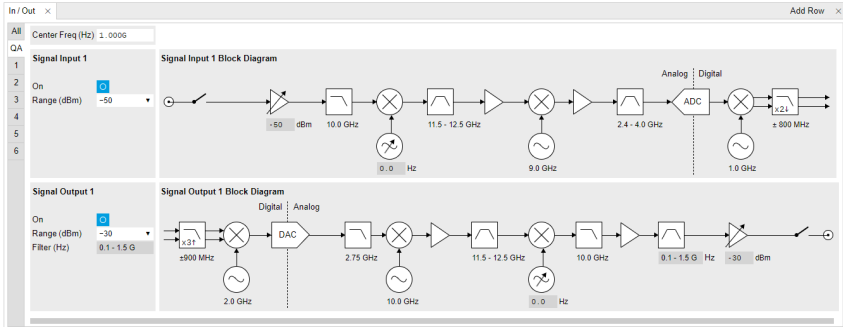 In / Out ×
Add Row ×
All
QA
1
2
3
4
5
6
Center Freq (Hz) 1.000G
Signal Input 1
On
Range (dBm) -50 ▼
Signal Input 1 Block Diagram
Analog Digital
ADC
x2↓
-50 dBm
10.0 GHz
11.5 - 12.5 GHz
2.4 - 4.0 GHz
± 800 MHz
0.0 Hz
9.0 GHz
1.0 GHz
Signal Output 1
On
Range (dBm) -30 ▼
Filter (Hz) 0.1 - 1.5 G
Signal Output 1 Block Diagram
Digital Analog
x3↑
DAC
±900 MHz
2.75 GHz
11.5 - 12.5 GHz
10.0 GHz
0.1 - 1.5 G Hz
-30 dBm
2.0 GHz
10.0 GHz
0.0 Hz